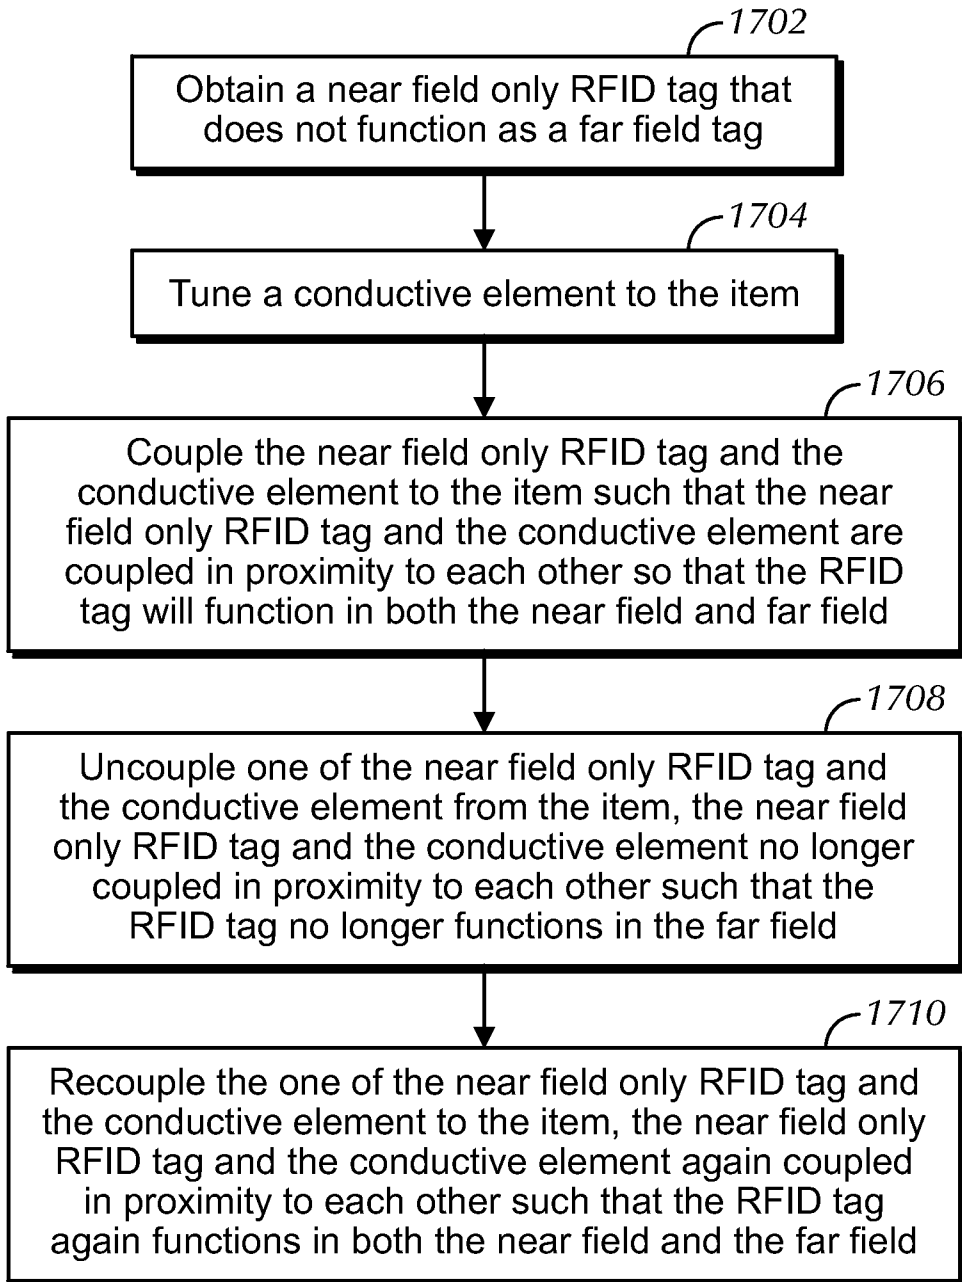 1702
Obtain a near field only RFID tag that
does not function as a far field tag
1704
Tune a conductive element to the item
1706
Couple the near field only RFID tag and the
conductive element to the item such that the near
field only RFID tag and the conductive element are
coupled in proximity to each other so that the RFID
tag will function in both the near field and far field
1708
Uncouple one of the near field only RFID tag and
the conductive element from the item, the near field
only RFID tag and the conductive element no longer
coupled in proximity to each other such that the
RFID tag no longer functions in the far field
1710
Recouple the one of the near field only RFID tag and
the conductive element to the item, the near field only
RFID tag and the conductive element again coupled
in proximity to each other such that the RFID tag
again functions in both the near field and the far field